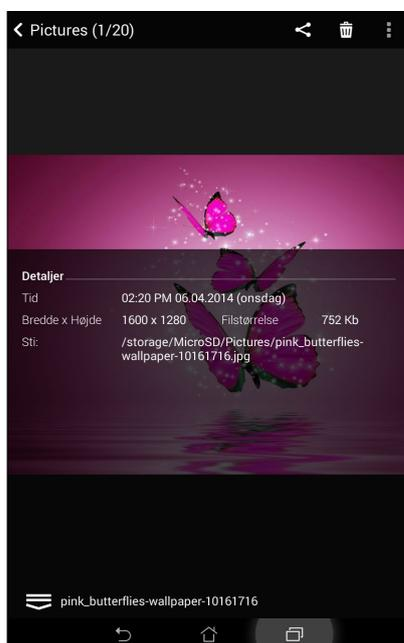 Pictures (1/20)
Detaljer
Tid 02:20 PM 06.04.2014 (onsdag)
Bredde x Højde 1600 x 1280 Filstørrelse 752 Kb
Sti: /storage/MicroSD/Pictures/pink_butterflies-
wallpaper-10161716.jpg
pink_butterflies-wallpaper-10161716